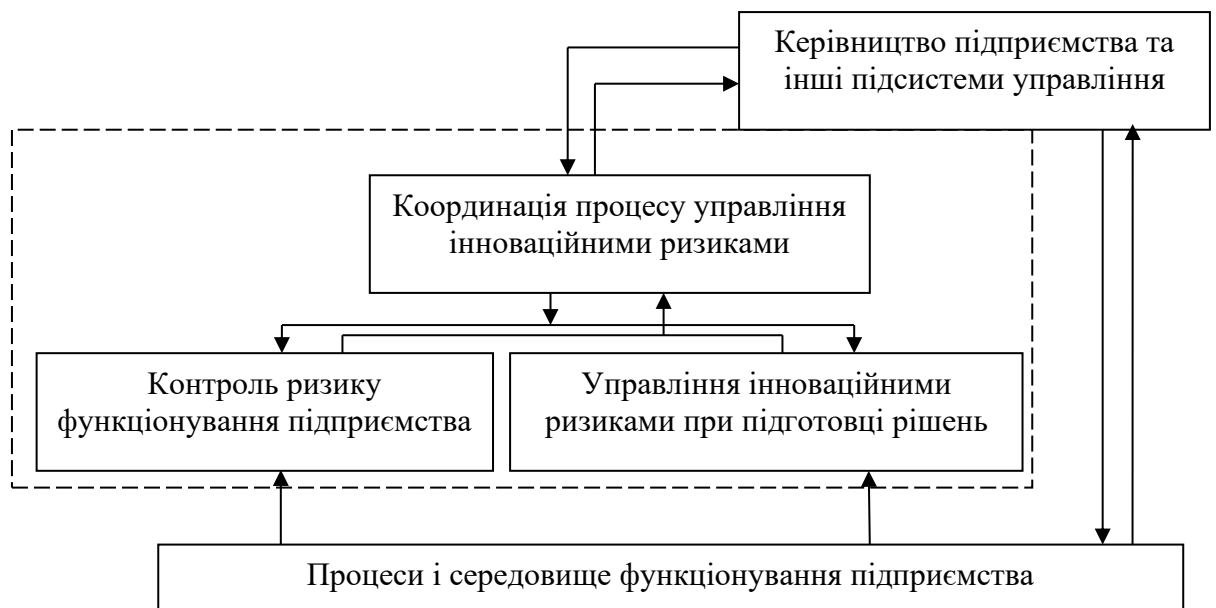 Керівництво підприємства та
інші підсистеми управління
Координація процесу управління
інноваційними ризиками
Контроль ризику
функціонування підприємства
Управління інноваційними
ризиками при підготовці рішень
Процеси і середовище функціонування підприємства